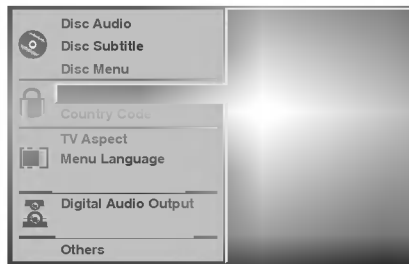 Disc Audio
Disc Subtitle
Disc Menu
Country Code
TV Aspect
Menu Language
Digital Audio Output
Others